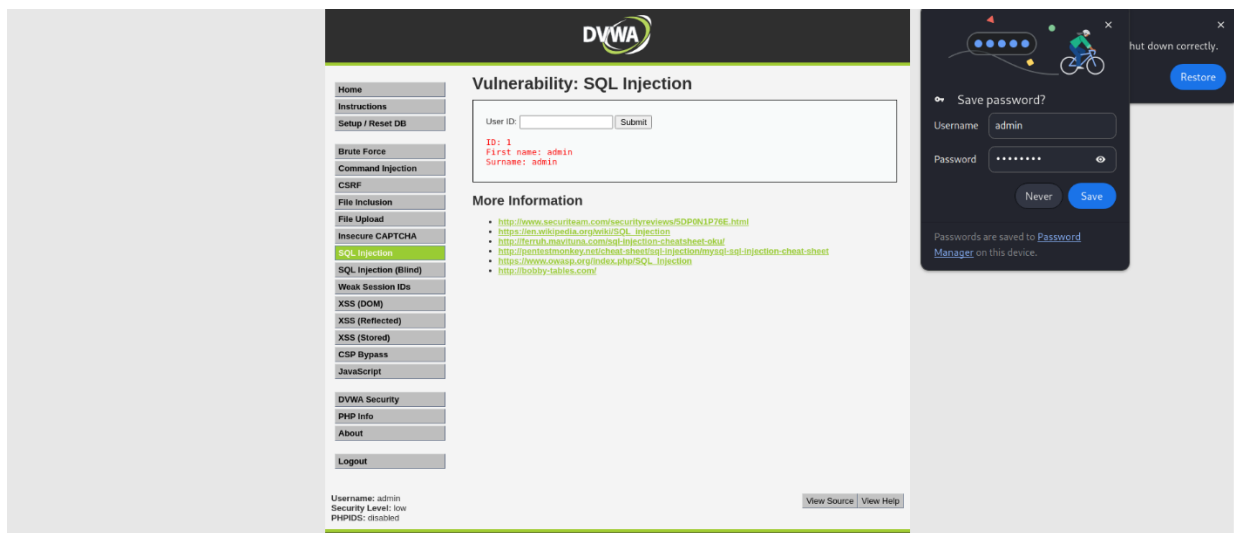 DVWA
Home
Instructions
Setup / Reset DB
Brute Force
Command Injection
CSRF
File Inclusion
File Upload
Insecure CAPTCHA
SQL Injection
SQL Injection (Blind)
Weak Session IDs
XSS (DOM)
XSS (Reflected)
XSS (Stored)
CSP Bypass
JavaScript
DVWA Security
PHP Info
About
Logout
Vulnerability: SQL Injection
User ID: Submit
ID: 1
First name: admin
Surname: admin
More Information
http://www.securiteam.com/securityreviews/5DP0N1P76E.html
https://en.wikipedia.org/wiki/SQL_injection
http://ferruh.mavituna.com/sql-injection-cheatsheet-oku/
http://pentestmonkey.net/cheat-sheet/sql-injection/mysql-sql-injection-cheat-sheet
https://www.owasp.org/index.php/SQL_Injection
http://bobby-tables.com/
Username: admin
Security Level: low
PHPIDS: disabled
View Source View Help
Save password?
Username admin
Password ••••••••
Never Save
Passwords are saved to Password
Manager on this device.
hut down correctly.
Restore